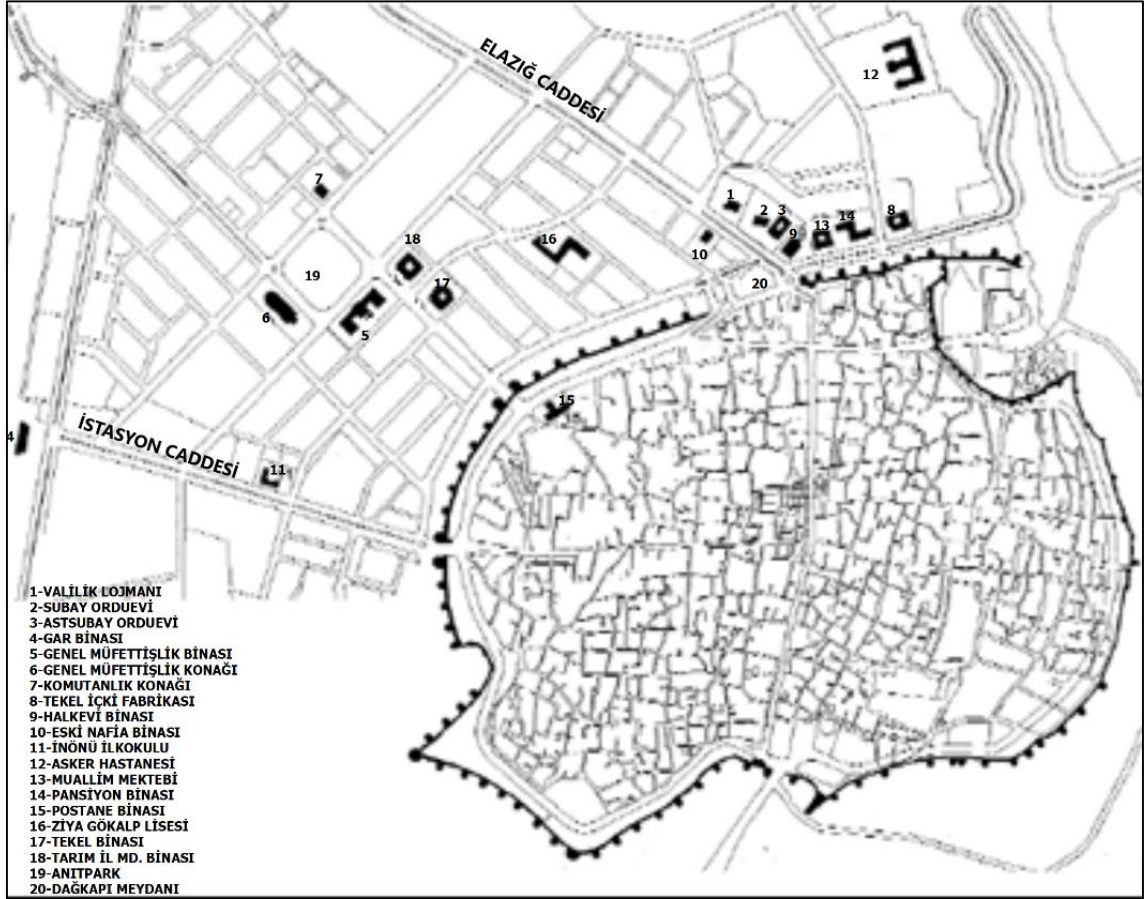 ELAZIĞ CADDESİ
12
7
1
2
3
9
13
14
8
18
16
10
19
17
20
6
5
15
4
İSTASYON CADDESİ
11
1-VALİLİK LOJMANI
2-SUBAY ORDUEVİ
3-ASTSUBAY ORDUEVİ
4-GAR BİNASI
5-GENEL MÜFETTİŞLİK BİNASI
6-GENEL MÜFETTİŞLİK KONAĞI
7-KOMUTANLIK KONAĞI
8-TEKEL İÇKİ FABRİKASI
9-HALKEVİ BİNASI
10-ESKİ NAFİA BİNASI
11-İNÖNÜ İLKOKULU
12-ASKER HASTANESİ
13-MUALLİM MEKTEBİ
14-PANSİYON BİNASI
15-POSTANE BİNASI
16-ZİYA GÖKALP LİSESİ
17-TEKEL BİNASI
18-TARIM İL MD. BİNASI
19-ANITPARK
20-DAĞKAPI MEYDANI